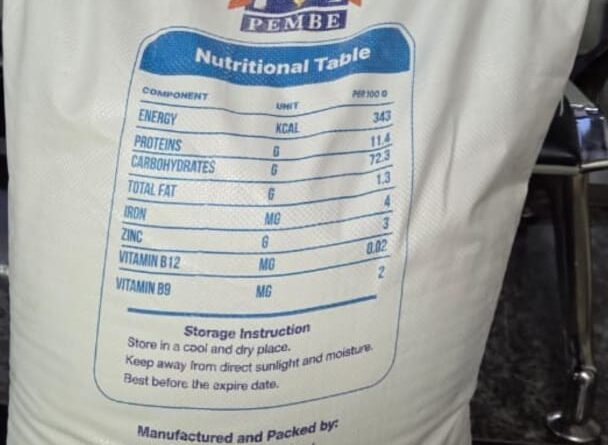 PEMBE
Nutritional Table
COMPONENT UNIT PER 100 G
ENERGY KCAL 343
PROTEINS G 11.4
CARBOHYDRATES G 72.3
TOTAL FAT G 1.3
IRON MG 4
ZINC G 3
VITAMIN B12 MG 0.02
VITAMIN B9 MG 2
Storage Instruction
Store in a cool and dry place.
Keep away from direct sunlight and moisture.
Best before the expire date.
Manufactured and Packed by: